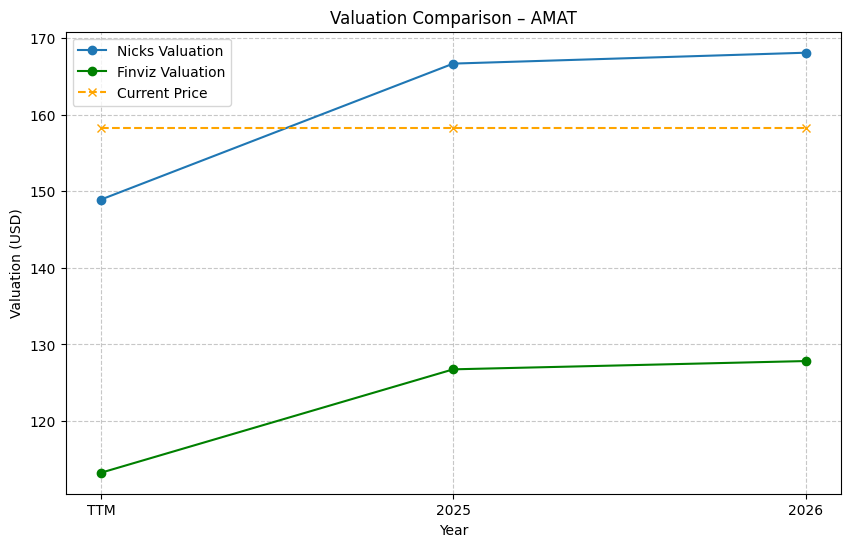 Valuation Comparison – AMAT
Nicks Valuation
Finviz Valuation
Current Price
170
160
150
140
130
120
Valuation (USD)
TTM
2025
2026
Year